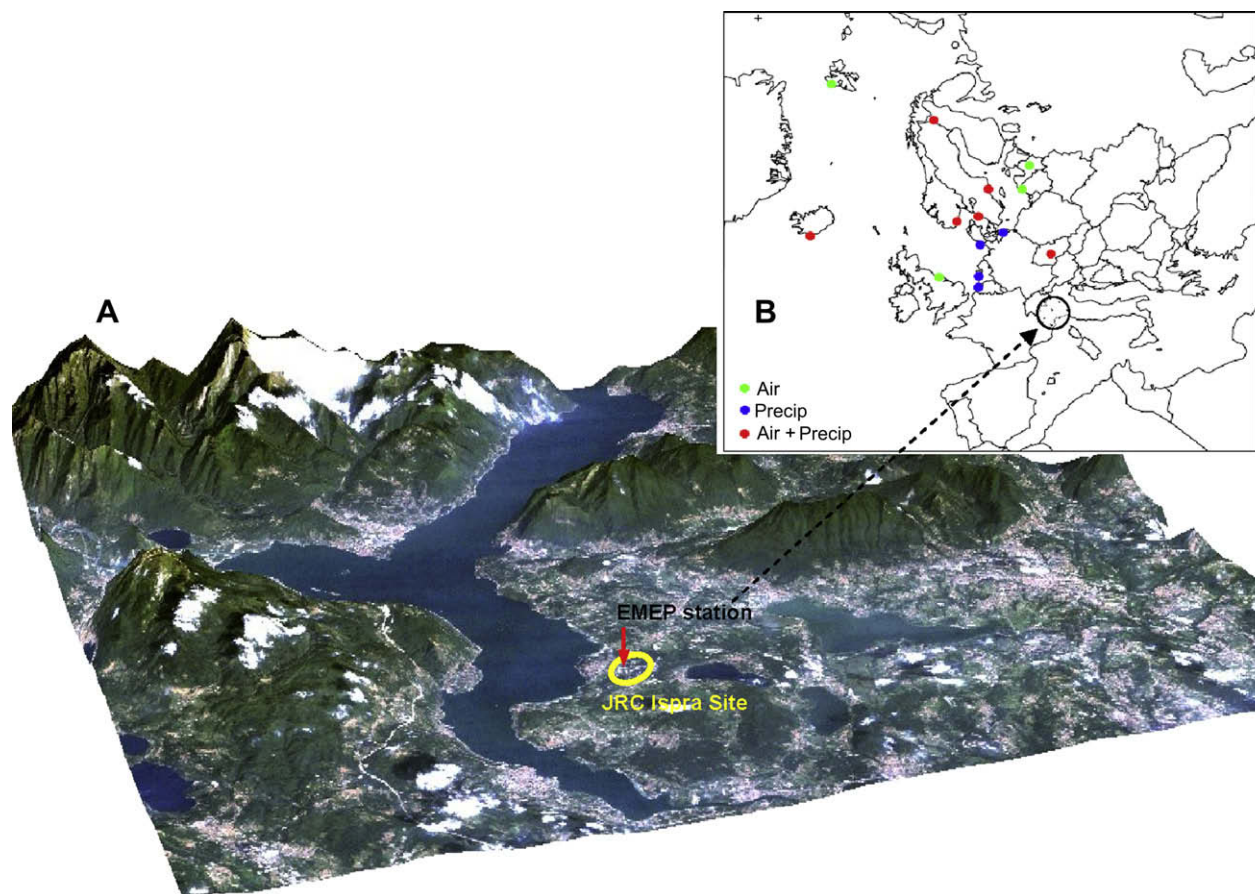 A
B
Air
Precip
Air + Precip
EMEP station
JRC Ispra Site